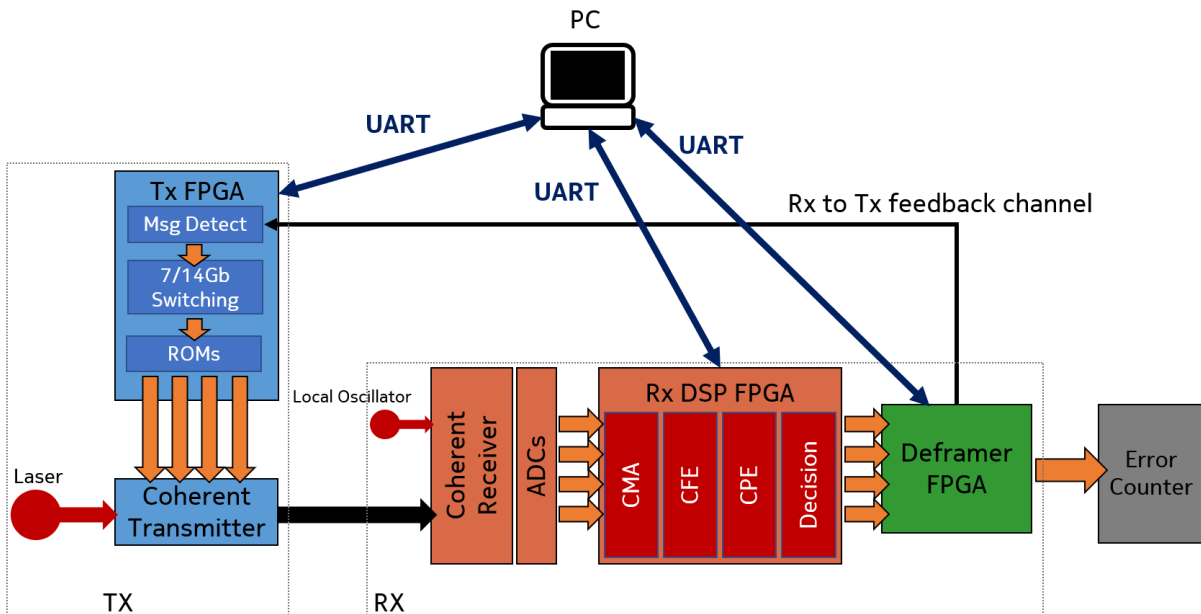 PC
UART
UART
UART
Tx FPGA
Msg Detect
7/14Gb
Switching
ROMs
Rx to Tx feedback channel
Laser
Coherent
Transmitter
TX
Local Oscillator
Coherent
Receiver
ADCs
Rx DSP FPGA
CMA
CFE
CPE
Decision
Deframer
FPGA
Error
Counter
RX